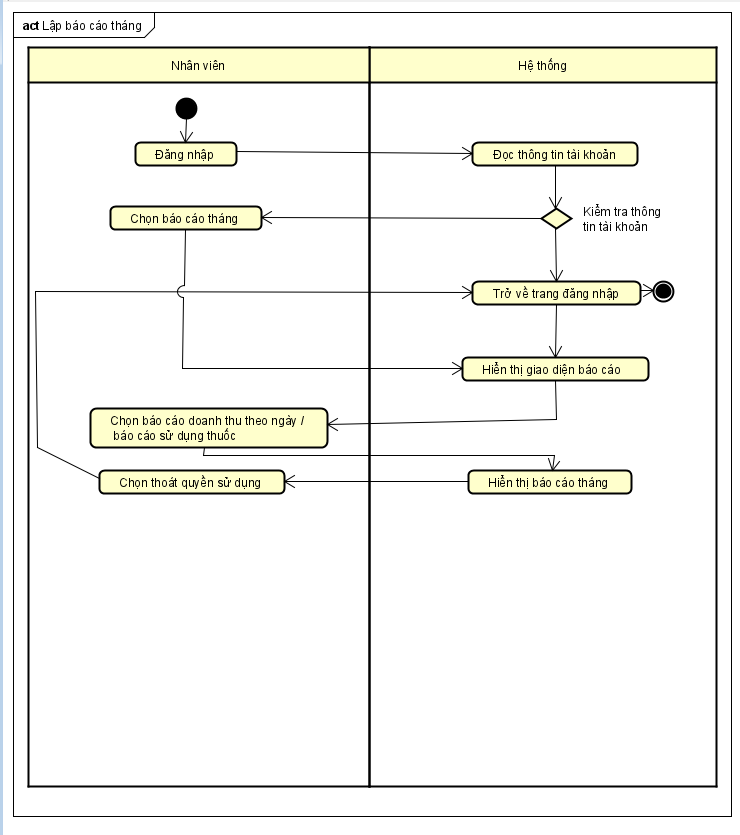 act Lập báo cáo tháng
Nhân viên
Hệ thống
Đăng nhập
Đọc thông tin tài khoản
Chọn báo cáo tháng
Kiểm tra thông
tin tài khoản
Trở về trang đăng nhập
Hiển thị giao diện báo cáo
Chọn báo cáo doanh thu theo ngày /
báo cáo sử dụng thuốc
Chọn thoát quyền sử dụng
Hiển thị báo cáo tháng